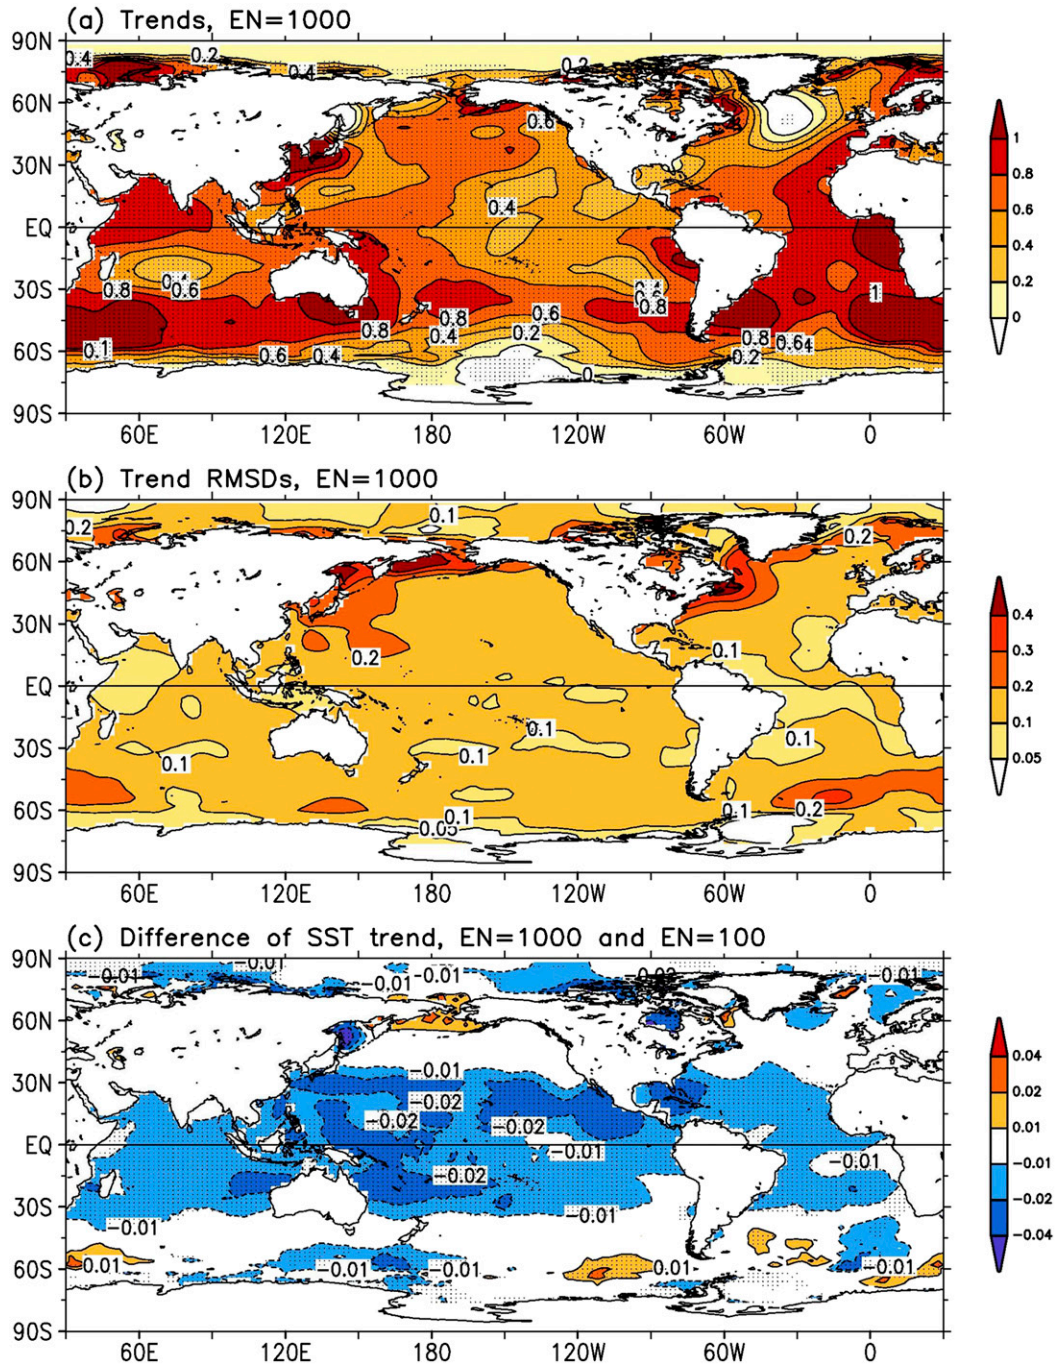 (a) Trends, EN=1000
90N
60N
30N
EQ
30S
60S
90S
0.4
0.2
0.4
0.2
0.6
0.4
0.6
0.8
0.8
0.8
0.4
0.6
0.2
0.8
1
0.8
0.6
0.2
0.1
0.6
0.4
0
60E
120E
180
120W
60W
0
1
0.8
0.6
0.4
0.2
0
(b) Trend RMSDs, EN=1000
90N
60N
30N
EQ
30S
60S
90S
0.2
0.1
0.2
0.2
0.1
0.1
0.1
0.1
0.1
0.1
0.1
0.2
0.05
60E
120E
180
120W
60W
0
0.4
0.3
0.2
0.1
0.05
(c) Difference of SST trend, EN=1000 and EN=100
90N
60N
30N
EQ
30S
60S
90S
−0.01
−0.01
−0.01
−0.02
−0.01
−0.01
−0.02
−0.02
−0.02
−0.01
−0.01
−0.02
−0.01
−0.01
0.01
−0.01
−0.01
0.01
−0.01
60E
120E
180
120W
60W
0
0.04
0.02
0.01
−0.01
−0.02
−0.04